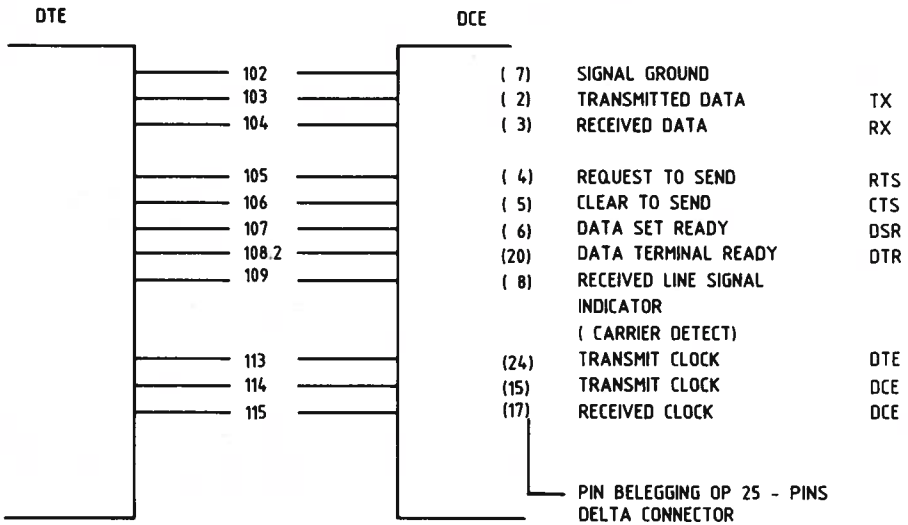 DTE DCE
102 ( 7) SIGNAL GROUND
103 ( 2) TRANSMITTED DATA TX
104 ( 3) RECEIVED DATA RX
105 ( 4) REQUEST TO SEND RTS
106 ( 5) CLEAR TO SEND CTS
107 ( 6) DATA SET READY DSR
108.2 (20) DATA TERMINAL READY DTR
109 ( 8) RECEIVED LINE SIGNAL
INDICATOR
( CARRIER DETECT)
113 (24) TRANSMIT CLOCK DTE
114 (15) TRANSMIT CLOCK DCE
115 (17) RECEIVED CLOCK DCE
PIN BELEGGING OP 25 - PINS
DELTA CONNECTOR